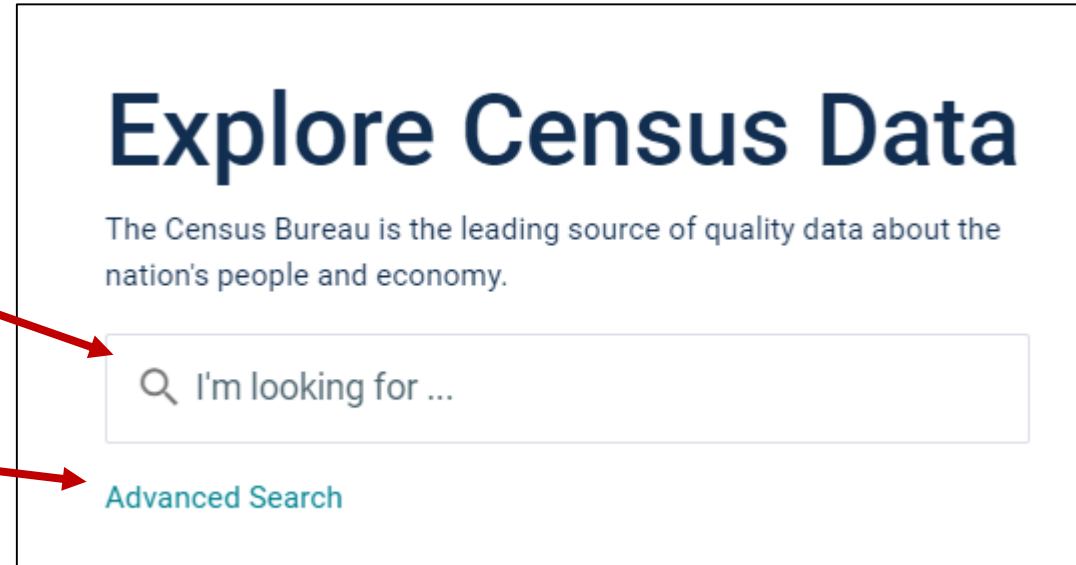 Explore Census Data
The Census Bureau is the leading source of quality data about the
nation's people and economy.
I'm looking for ...
Advanced Search